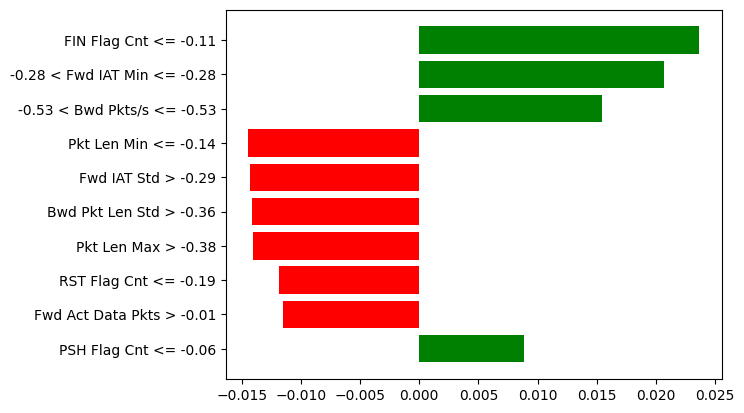 FIN Flag Cnt <= -0.11
-0.28 < Fwd IAT Min <= -0.28
-0.53 < Bwd Pkts/s <= -0.53
Pkt Len Min <= -0.14
Fwd IAT Std > -0.29
Bwd Pkt Len Std > -0.36
Pkt Len Max > -0.38
RST Flag Cnt <= -0.19
Fwd Act Data Pkts > -0.01
PSH Flag Cnt <= -0.06
−0.015 −0.010 −0.005 0.000 0.005 0.010 0.015 0.020 0.025